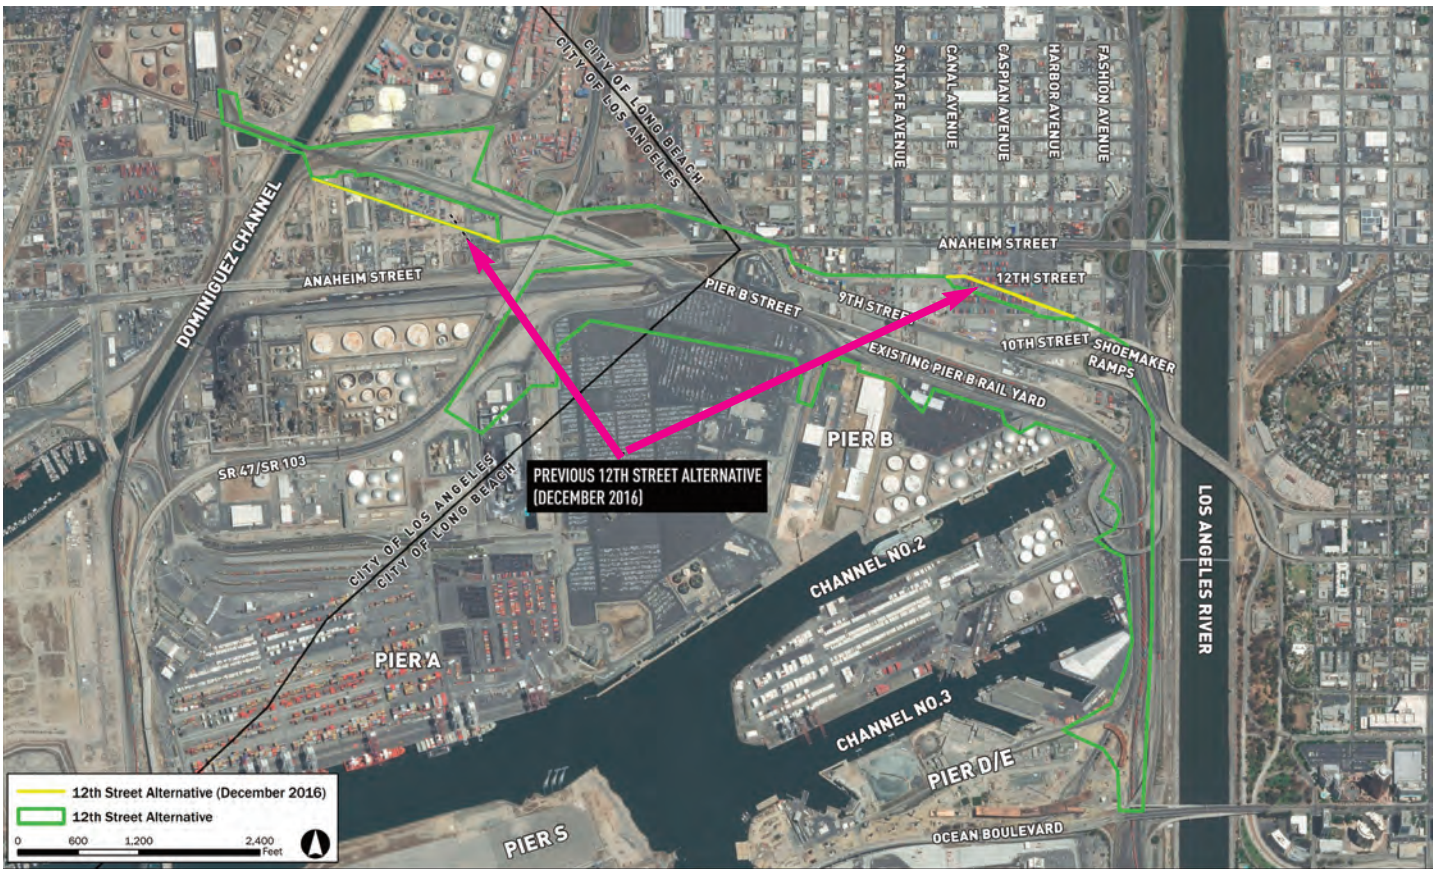 CITY OF LONG BEACH
CITY OF LOS ANGELES
SANTA FE AVENUE
CANAL AVENUE
CASPIAN AVENUE
HARBOR AVENUE
FASHION AVENUE
DOMINIGUEZ CHANNEL
ANAHEIM STREET
ANAHEIM STREET
12TH STREET
PIER B STREET
9TH STREET
10TH STREET
SHOEMAKER
RAMPS
EXISTING PIER B RAIL YARD
PIER B
SR 47/SR 103
PREVIOUS 12TH STREET ALTERNATIVE
(DECEMBER 2016)
CITY OF LOS ANGELES
CITY OF LONG BEACH
LOS ANGELES RIVER
CHANNEL NO.2
PIER A
CHANNEL NO.3
PIER D/E
PIER S
OCEAN BOULEVARD
12th Street Alternative (December 2016)
12th Street Alternative
0 600 1,200 2,400
Feet